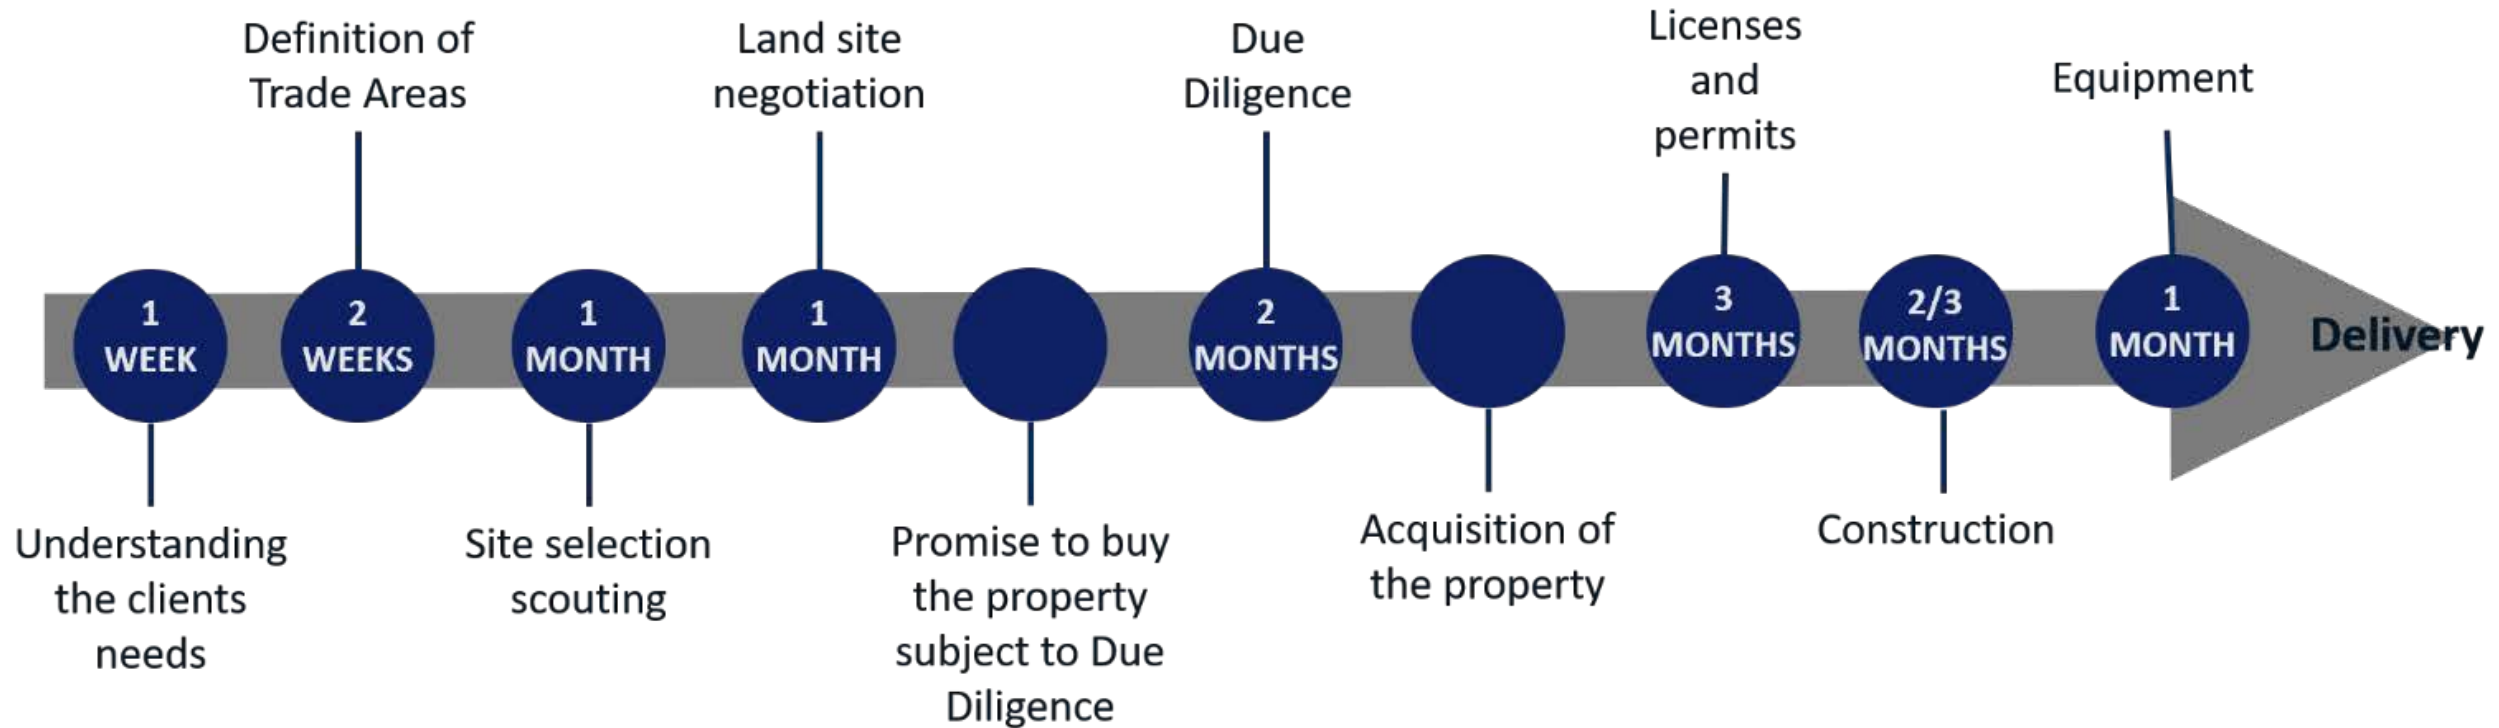 Definition of
Trade Areas
Land site
negotiation
Due
Diligence
Licenses
and
permits
Equipment
1
WEEK
2
WEEKS
1
MONTH
1
MONTH
2
MONTHS
3
MONTHS
2/3
MONTHS
1
MONTH
Delivery
Understanding
the clients
needs
Site selection
scouting
Promise to buy
the property
subject to Due
Diligence
Acquisition of
the property
Construction